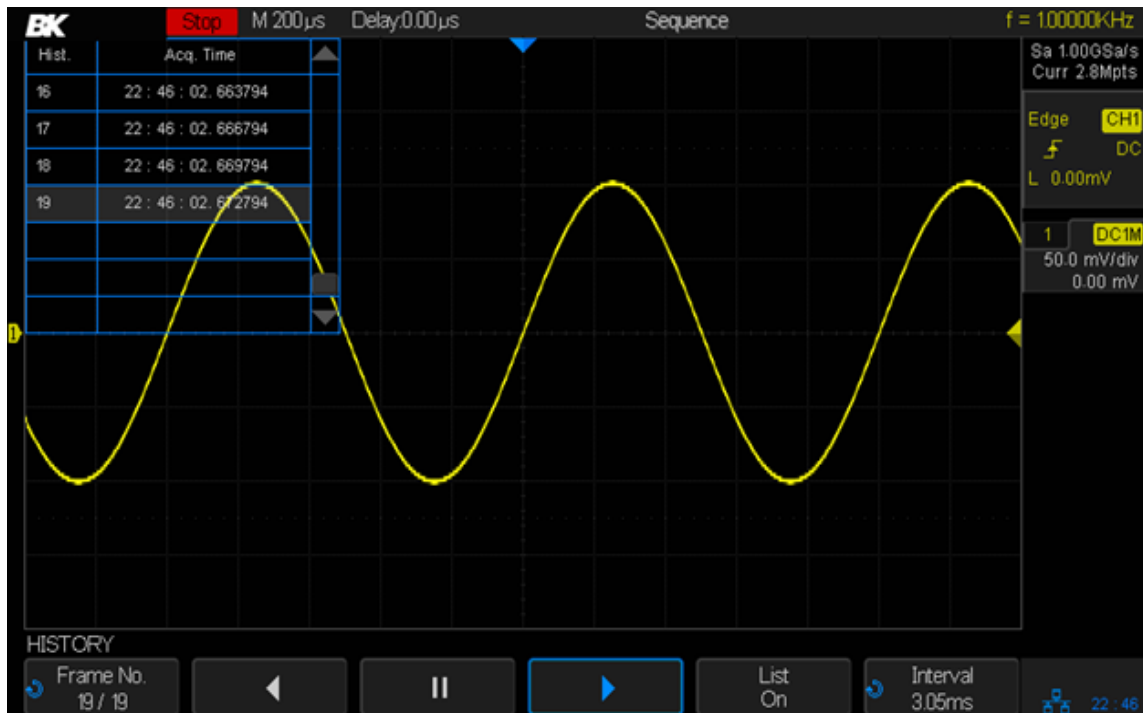 BK Stop M 200μs Delay:0.00μs Sequence f = 1.00000KHz
Hist. Acq. Time
16 22 : 46 : 02. 663794
17 22 : 46 : 02. 666794
18 22 : 46 : 02. 669794
19 22 : 46 : 02. 672794
Sa 1.00GSa/s
Curr 2.8Mpts
Edge CH1
DC
L 0.00mV
1 DC1M
50.0 mV/div
0.00 mV
1
HISTORY
Frame No.
19 / 19
List
On
Interval
3.05ms
22 : 46